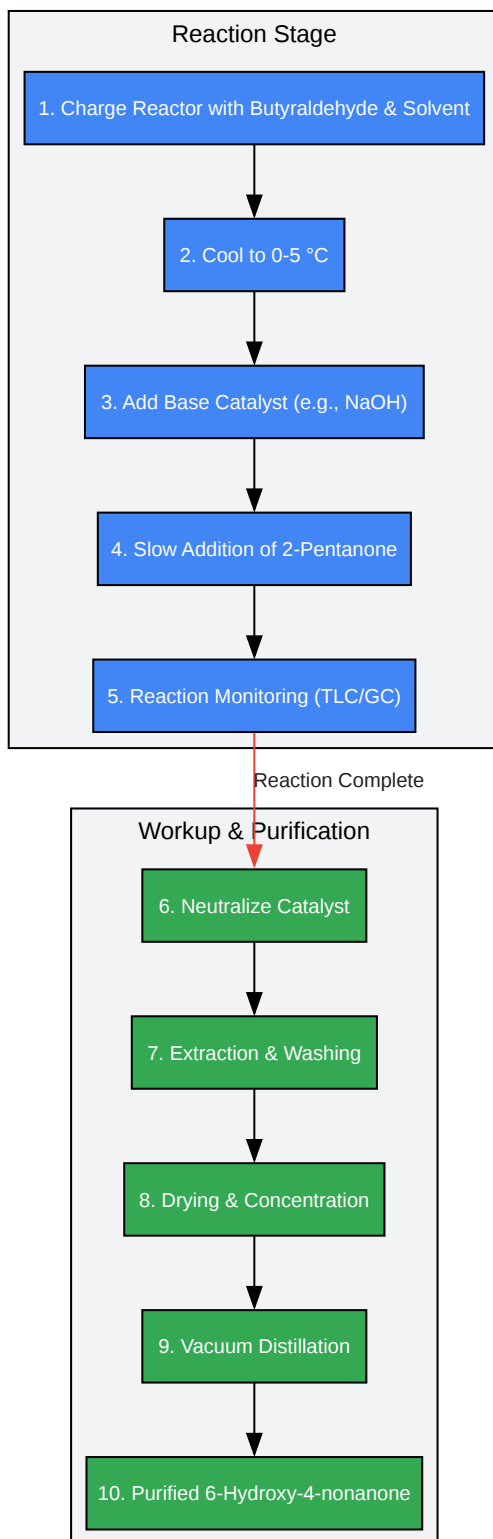 Reaction Stage
1. Charge Reactor with Butyraldehyde & Solvent
2. Cool to 0-5 °C
3. Add Base Catalyst (e.g., NaOH)
4. Slow Addition of 2-Pentanone
5. Reaction Monitoring (TLC/GC)
Reaction Complete
Workup & Purification
6. Neutralize Catalyst
7. Extraction & Washing
8. Drying & Concentration
9. Vacuum Distillation
10. Purified 6-Hydroxy-4-nonanone